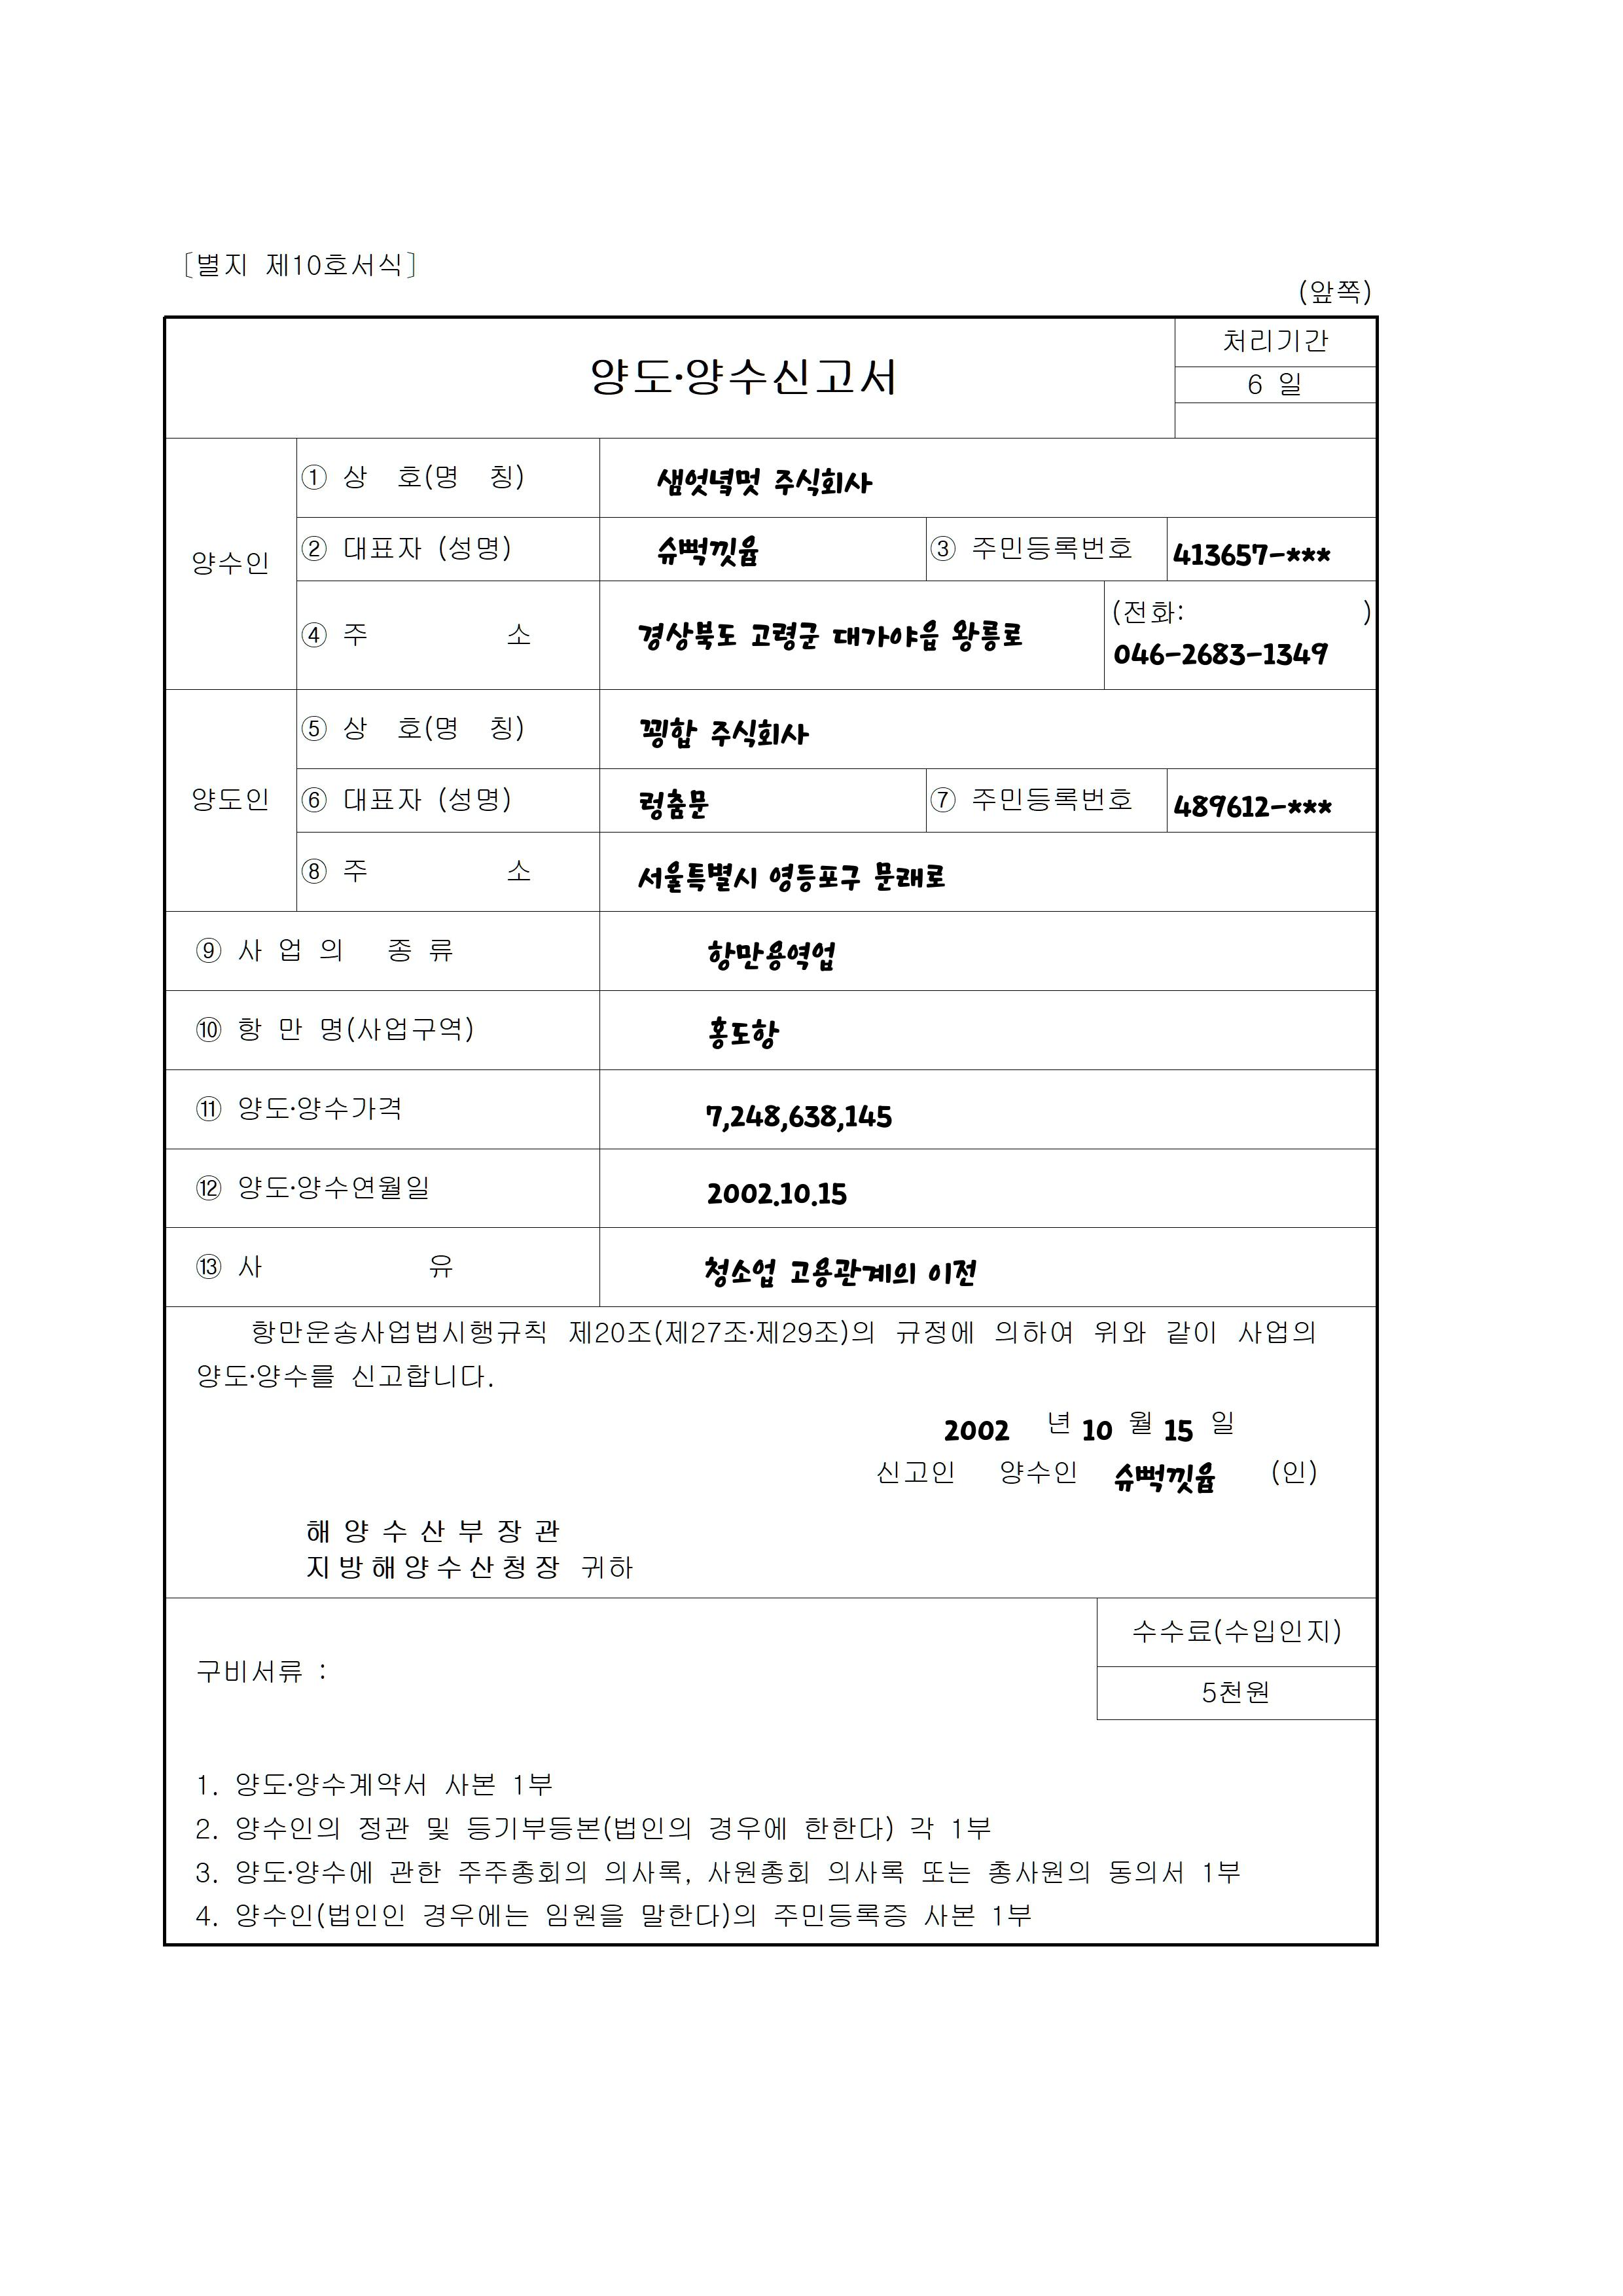 [별지 제10호서식]
(앞쪽)
양도·양수신고서
처리기간
6 일
양수인
① 상 호(명 칭)
샘엇녘멋 주식회사
② 대표자 (성명)
슈뻑낏윫
③ 주민등록번호
413657-***
④ 주 소
경상북도 고령군 대가야읍 왕릉로
(전화: )
046-2683-1349
양도인
⑤ 상 호(명 칭)
꾕합 주식회사
⑥ 대표자 (성명)
렁춤문
⑦ 주민등록번호
489612-***
⑧ 주 소
서울특별시 영등포구 문래로
⑨ 사 업 의 종 류
항만용역업
⑩ 항 만 명(사업구역)
홍도항
⑪ 양도·양수가격
7,248,638,145
⑫ 양도·양수연월일
2002.10.15
⑬ 사 유
청소업 고용관계의 이전
항만운송사업법시행규칙 제20조(제27조·제29조)의 규정에 의하여 위와 같이 사업의
양도·양수를 신고합니다.
2002 년 10 월 15 일
신고인 양수인 슈뻑낏윫 (인)
해 양 수 산 부 장 관
지방해양수산청장 귀하
구비서류 :
수수료(수입인지)
5천원
1. 양도·양수계약서 사본 1부
2. 양수인의 정관 및 등기부등본(법인의 경우에 한한다) 각 1부
3. 양도·양수에 관한 주주총회의 의사록, 사원총회 의사록 또는 총사원의 동의서 1부
4. 양수인(법인인 경우에는 임원을 말한다)의 주민등록증 사본 1부